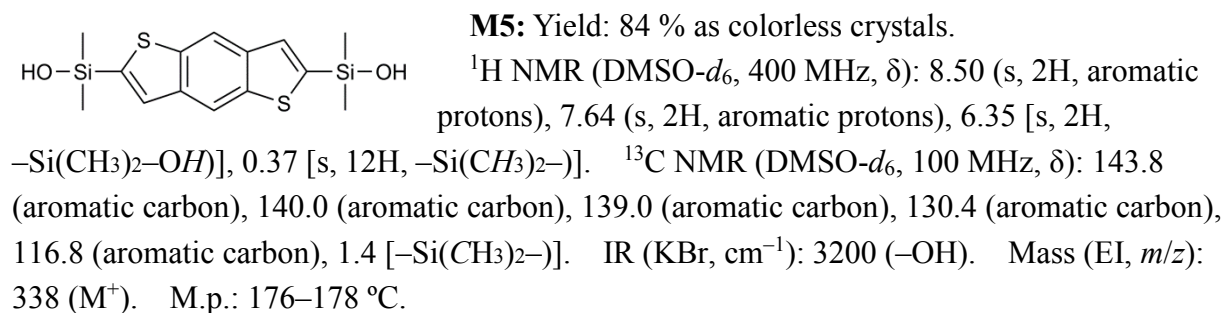 M5: Yield: 84 % as colorless crystals.
¹H NMR (DMSO-d₆, 400 MHz, δ): 8.50 (s, 2H, aromatic
S
HO Si Si OH
S
protons), 7.64 (s, 2H, aromatic protons), 6.35 [s, 2H,
–Si(CH₃)₂–OH)], 0.37 [s, 12H, –Si(CH₃)₂–)]. ¹³C NMR (DMSO-d₆, 100 MHz, δ): 143.8
(aromatic carbon), 140.0 (aromatic carbon), 139.0 (aromatic carbon), 130.4 (aromatic carbon),
116.8 (aromatic carbon), 1.4 [–Si(CH₃)₂–)]. IR (KBr, cm⁻¹): 3200 (–OH). Mass (EI, m/z):
338 (M⁺). M.p.: 176–178 ºC.